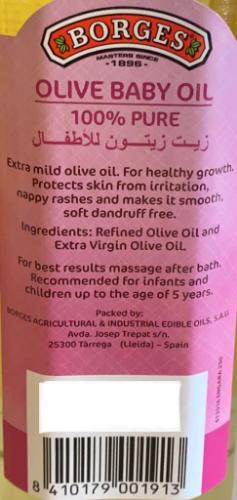 BORGES
MASTERS SINCE
- 1896 -
OLIVE BABY OIL
100% PURE
زيت زيتون للأطفال
Extra mild olive oil. For healthy growth.
Protects skin from irritation,
nappy rashes and makes it smooth,
soft dandruff free.
Ingredients: Refined Olive Oil and
Extra Virgin Olive Oil.
For best results massage after bath.
Recommended for infants and
children up to the age of 5 years.
Packed by:
BORGES AGRICULTURAL & INDUSTRIAL EDIBLE OILS, S.A.U.
Avda. Josep Trepat s/n.
25300 Tàrrega (Lleida) – Spain
8 410179 001913